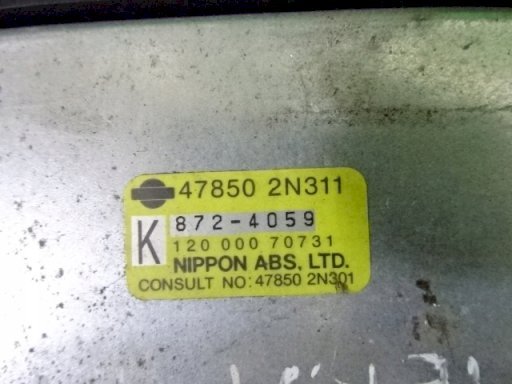 47850 2N311
K 872-4059
120 000 70731
NIPPON ABS, LTD.
CONSULT NO: 47850 2N301